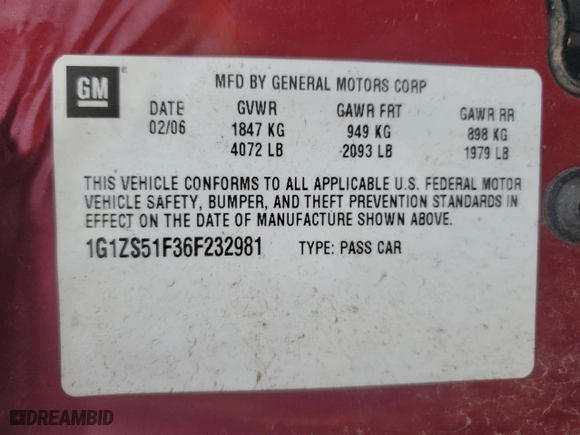 GM
MFD BY GENERAL MOTORS CORP
DATE GVWR GAWR FRT GAWR RR
02/06 1847 KG 949 KG 898 KG
4072 LB 2093 LB 1979 LB
THIS VEHICLE CONFORMS TO ALL APPLICABLE U.S. FEDERAL MOTOR
VEHICLE SAFETY, BUMPER, AND THEFT PREVENTION STANDARDS IN
EFFECT ON THE DATE OF MANUFACTURE SHOWN ABOVE.
1G1ZS51F36F232981 TYPE: PASS CAR
DREAMBID